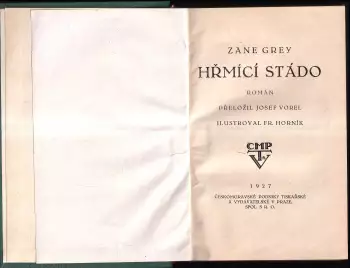 ZANE GREY
HŘMÍCÍ STÁDO
ROMÁN
PŘELOŽIL JOSEF VOREL
ILUSTROVAL FR. HORNÍK
CMP
1927
ČESKOMORAVSKÉ PODNIKY TISKAŘSKÉ
A VYDAVATELSKÉ V PRAZE,
SPOL. S R. O.